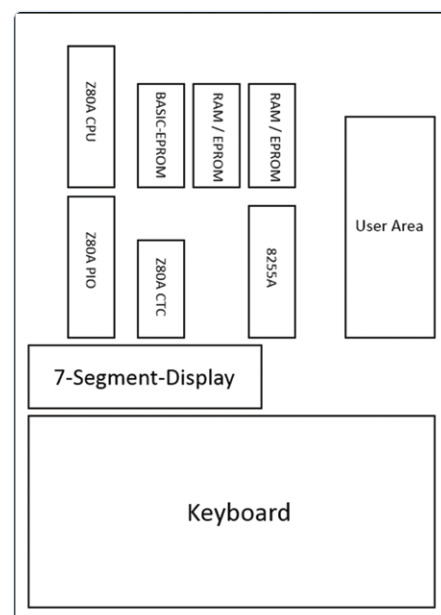 Z80A CPU
BASIC-EPROM
RAM / EPROM
RAM / EPROM
User Area
Z80A PIO
Z80A CTC
8255A
7-Segment-Display
Keyboard